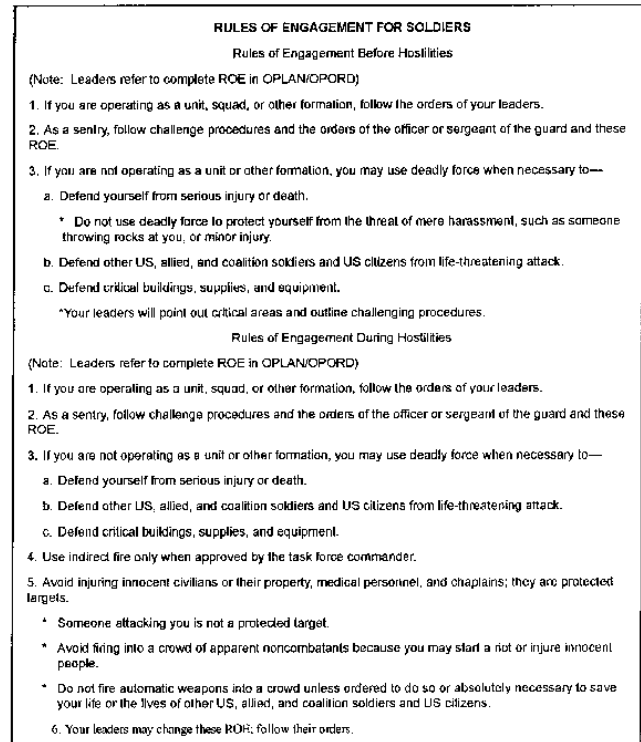 RULES OF ENGAGEMENT FOR SOLDIERS
Rules of Engagement Before Hostilities
(Note: Leaders refer to complete ROE in OPLAN/OPORD)
1. If you are operating as a unit, squad, or other formation, follow the orders of your leaders.
2. As a sentry, follow challenge procedures and the orders of the officer or sergeant of the guard and these
ROE.
3. If you are not operating as a unit or other formation, you may use deadly force when necessary to—
a. Defend yourself from serious injury or death.
* Do not use deadly force to protect yourself from the threat of mere harassment, such as someone
throwing rocks at you, or minor injury.
b. Defend other US, allied, and coalition soldiers and US citizens from life-threatening attack.
c. Defend critical buildings, supplies, and equipment.
*Your leaders will point out critical areas and outline challenging procedures.
Rules of Engagement During Hostilities
(Note: Leaders refer to complete ROE in OPLAN/OPORD)
1. If you are operating as a unit, squad, or other formation, follow the orders of your leaders.
2. As a sentry, follow challenge procedures and the orders of the officer or sergeant of the guard and these
ROE.
3. If you are not operating as a unit or other formation, you may use deadly force when necessary to—
a. Defend yourself from serious injury or death.
b. Defend other US, allied, and coalition soldiers and US citizens from life-threatening attack.
c. Defend critical buildings, supplies, and equipment.
4. Use indirect fire only when approved by the task force commander.
5. Avoid injuring innocent civilians or their property, medical personnel, and chaplains; they are protected
targets.
* Someone attacking you is not a protected target.
* Avoid firing into a crowd of apparent noncombatants because you may start a riot or injure innocent
people.
* Do not fire automatic weapons into a crowd unless ordered to do so or absolutely necessary to save
your life or the lives of other US, allied, and coalition soldiers and US citizens.
6. Your leaders may change these ROE; follow their orders.